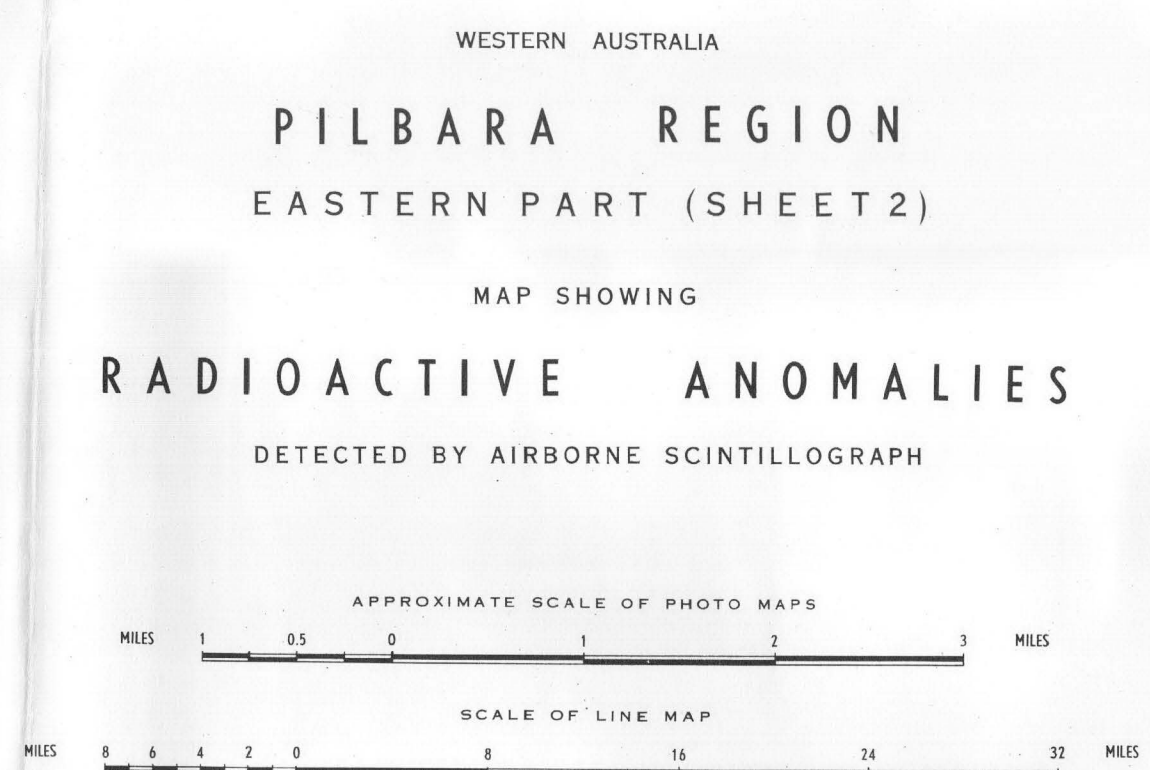 WESTERN AUSTRALIA
PILBARA REGION
EASTERN PART (SHEET 2)
MAP SHOWING
RADIOACTIVE ANOMALIES
DETECTED BY AIRBORNE SCINTILLOGRAPH
APPROXIMATE SCALE OF PHOTO MAPS
MILES 1 0.5 0 1 2 3 MILES
SCALE OF LINE MAP
MILES 8 6 4 2 0 8 16 24 32 MILES